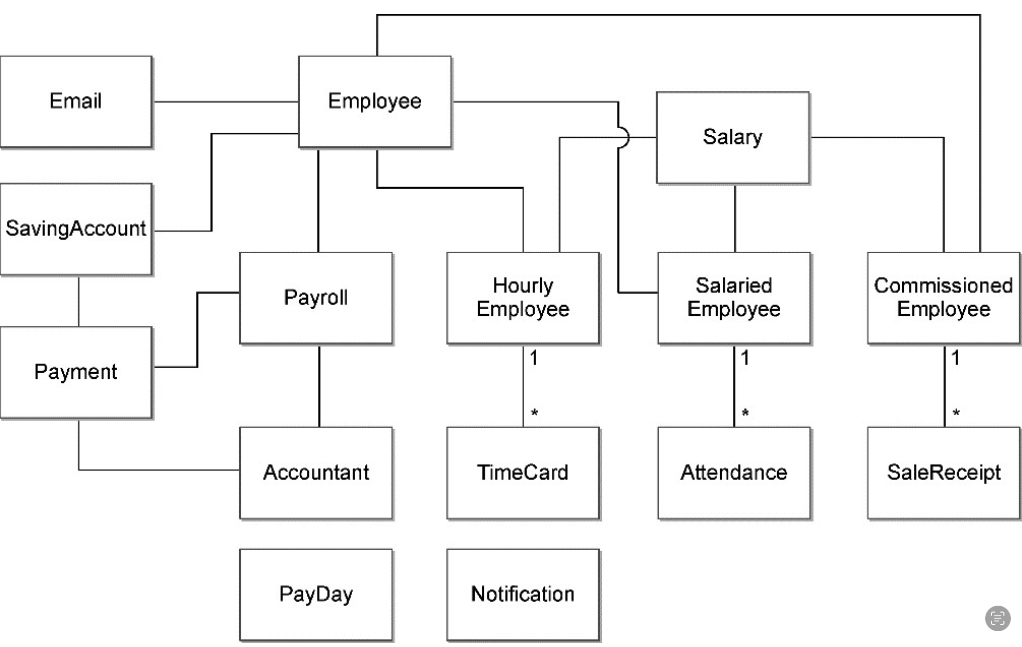 Email
Employee
Salary
SavingAccount
Payroll
Hourly
Employee
Salaried
Employee
Commissioned
Employee
Payment
1
1
1
*
*
*
Accountant
TimeCard
Attendance
SaleReceipt
PayDay
Notification